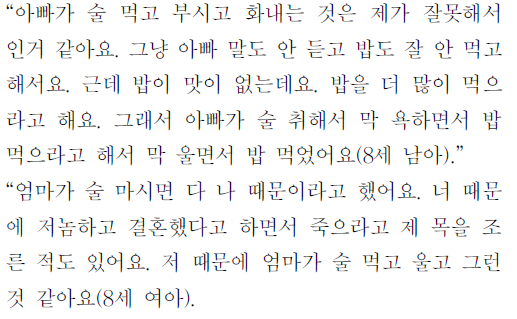 “아빠가 술 먹고 부시고 화내는 것은 제가 잘못해서
인거 같아요. 그냥 아빠 말도 안 듣고 밥도 잘 안 먹고
해서요. 근데 밥이 맛이 없는데요. 밥을 더 많이 먹으
라고 해요. 그래서 아빠가 술 취해서 막 욕하면서 밥
먹으라고 해서 막 울면서 밥 먹었어요(8세 남아).”
“엄마가 술 마시면 다 나 때문이라고 했어요. 너 때문
에 저놈하고 결혼했다고 하면서 죽으라고 제 목을 조
른 적도 있어요. 저 때문에 엄마가 술 먹고 울고 그런
것 같아요(8세 여아).